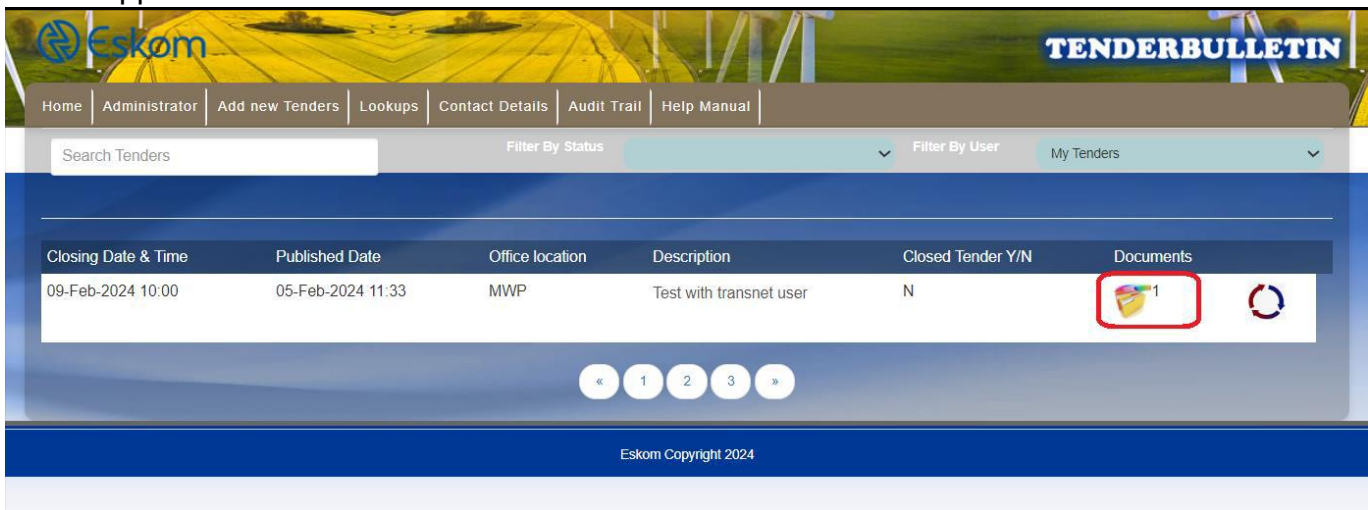 Eskom
TENDERBULLETIN
Home Administrator Add new Tenders Lookups Contact Details Audit Trail Help Manual
Search Tenders Filter By Status Filter By User My Tenders
Closing Date & Time Published Date Office location Description Closed Tender Y/N Documents
09-Feb-2024 10:00 05-Feb-2024 11:33 MWP Test with transnet user N 1
« 1 2 3 »
Eskom Copyright 2024